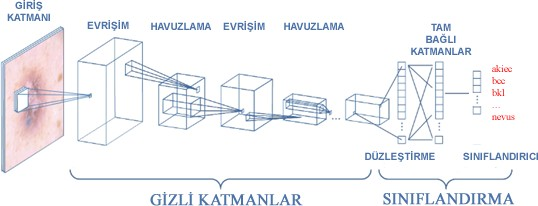 GİRİŞ
KATMANI
EVRİŞİM
HAVUZLAMA
EVRİŞİM
HAVUZLAMA
TAM
BAĞLI
KATMANLAR
akiec
bcc
bkl
...
nevus
...
DÜZLEŞTİRME
SINIFLANDIRICI
GİZLİ KATMANLAR
SINIFLANDIRMA